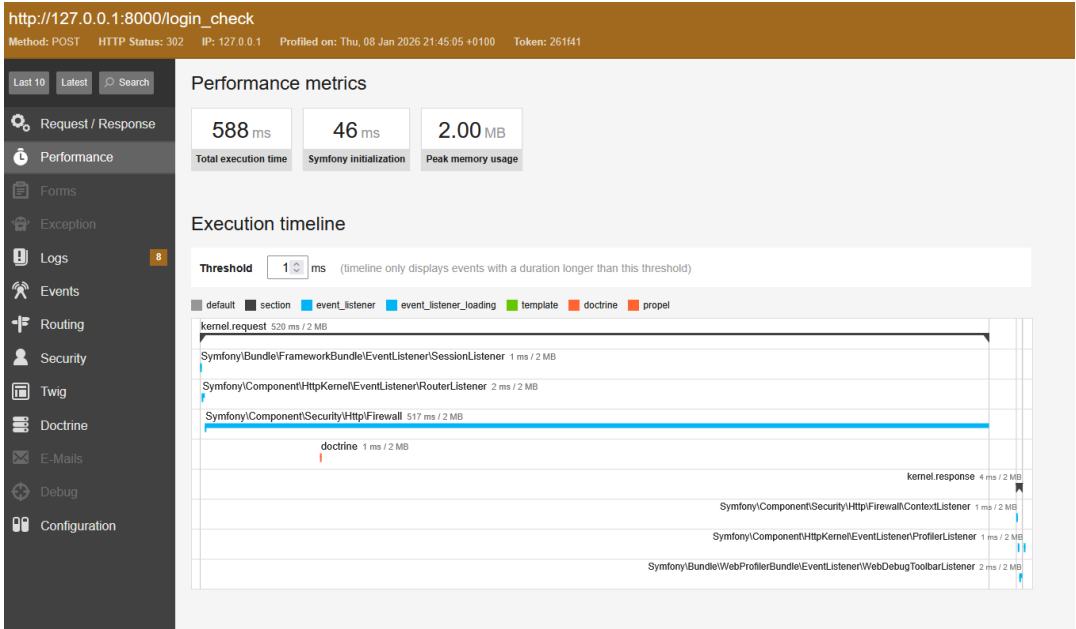 http://127.0.0.1:8000/login_check
Method: POST HTTP Status: 302 IP: 127.0.0.1 Profiled on: Thu, 08 Jan 2026 21:45:05 +0100 Token: 261f41
Last 10 Latest Search
Request / Response
Performance
Forms
Exception
Logs 8
Events
Routing
Security
Twig
Doctrine
E-Mails
Debug
Configuration
Performance metrics
588 ms 46 ms 2.00 MB
Total execution time Symfony initialization Peak memory usage
Execution timeline
Threshold 1 ms (timeline only displays events with a duration longer than this threshold)
default section event_listener event_listener_loading template doctrine propel
kernel.request 520 ms / 2 MB
Symfony\Bundle\FrameworkBundle\EventListener\SessionListener 1 ms / 2 MB
Symfony\Component\HttpKernel\EventListener\RouterListener 2 ms / 2 MB
Symfony\Component\Security\Http\Firewall 517 ms / 2 MB
doctrine 1 ms / 2 MB
kernel.response 4 ms / 2 MB
Symfony\Component\Security\Http\Firewall\ContextListener 1 ms / 2 MB
Symfony\Component\HttpKernel\EventListener\ProfilerListener 1 ms / 2 MB
Symfony\Bundle\WebProfilerBundle\EventListener\WebDebugToolbarListener 2 ms / 2 MB